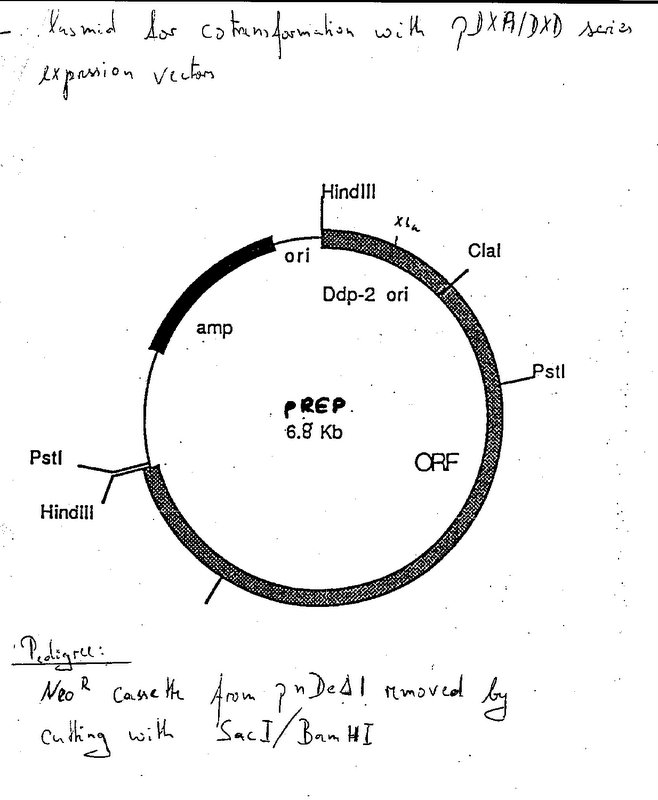 - Plasmid for cotransformation with pDXA/DXD series
expression vectors
HindIII
Xba
ClaI
ori
Ddp-2 ori
amp
PstI
pREP
6.8 Kb
ORF
PstI
HindIII
Pedigree:
Neo R cassette from pnDeΔ1 removed by
cutting with SacI/BamHI